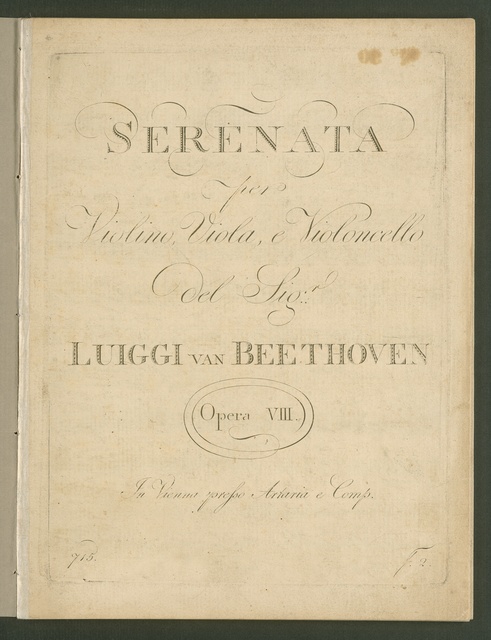 SERENATA
per
Violino, Viola, e Violoncello
del Sig.r
LUIGGI VAN BEETHOVEN
Opera VIII.
In Vienna presso Artaria e Comp.
715. f. 2.